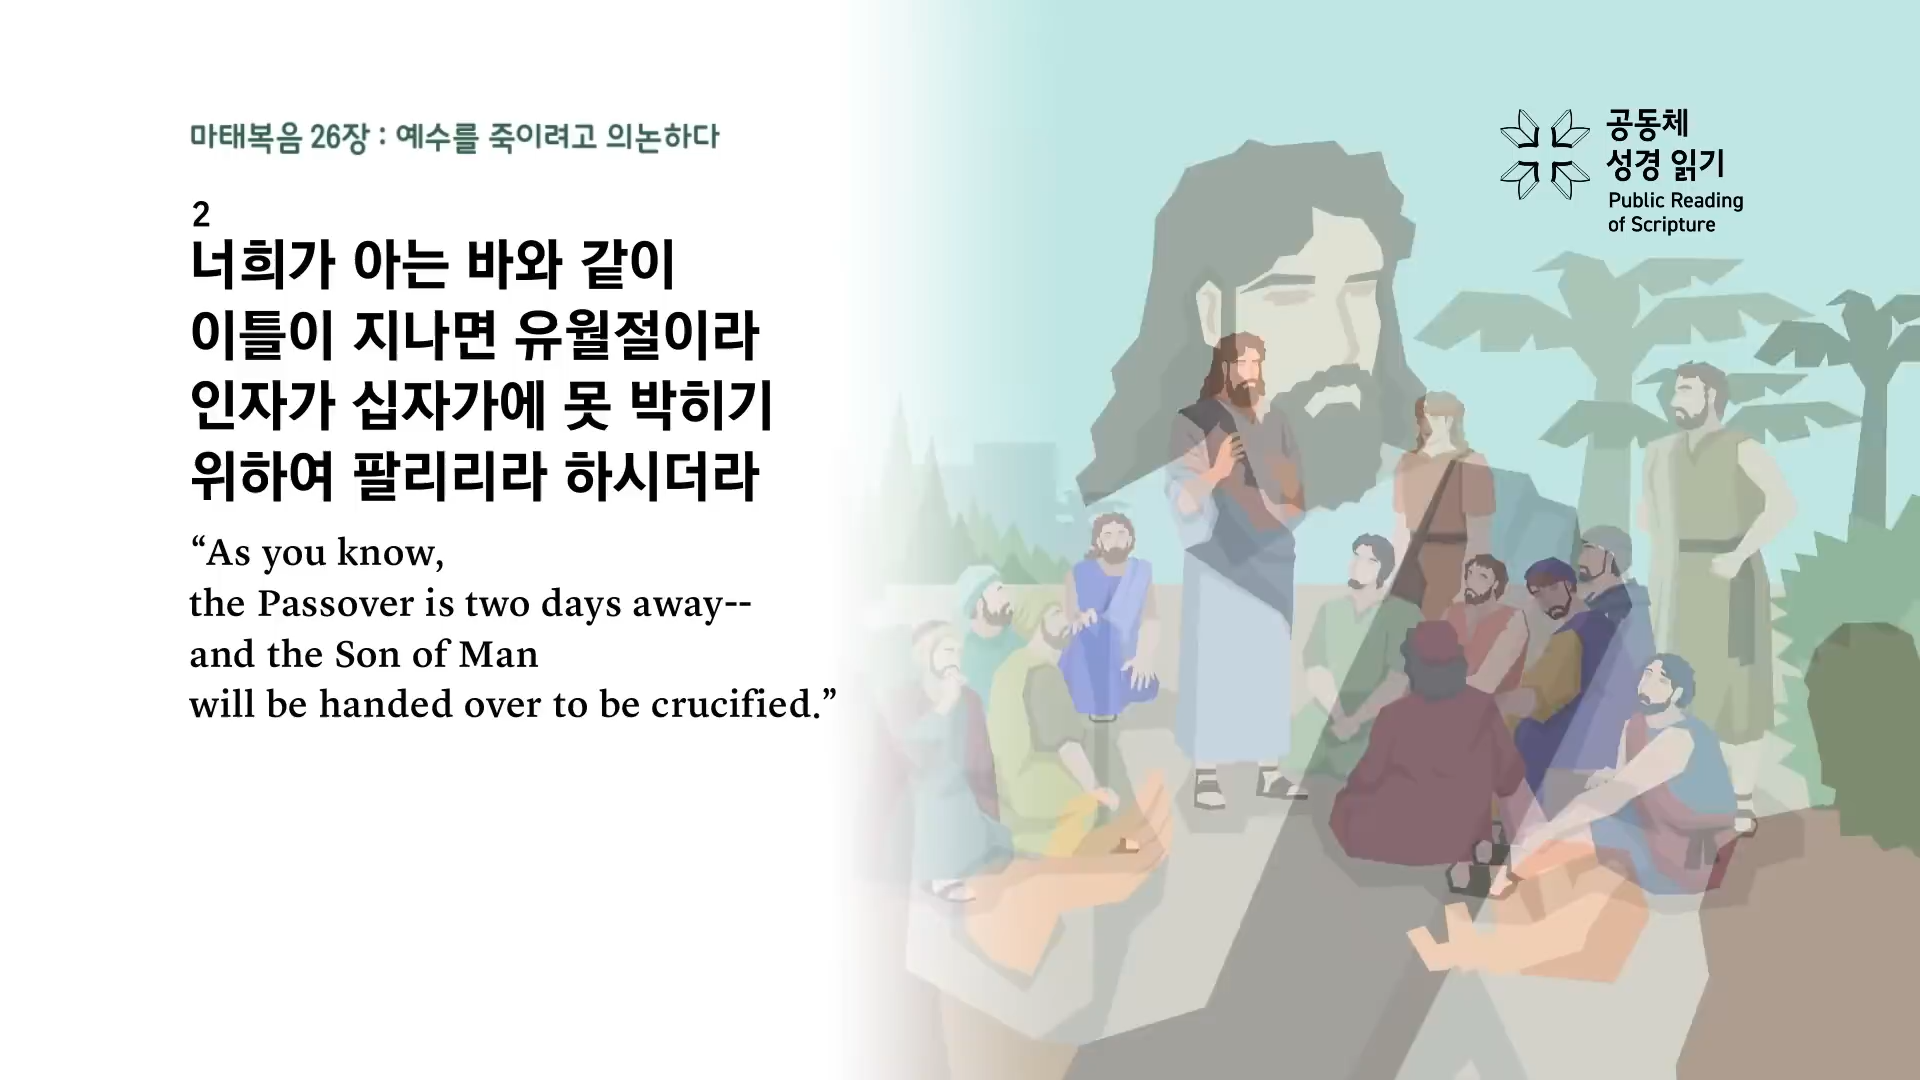 마태복음 26장 : 예수를 죽이려고 의논하다
2
너희가 아는 바와 같이
이틀이 지나면 유월절이라
인자가 십자가에 못 박히기
위하여 팔리리라 하시더라
“As you know,
the Passover is two days away--
and the Son of Man
will be handed over to be crucified.”
공동체
성경 읽기
Public Reading
of Scripture